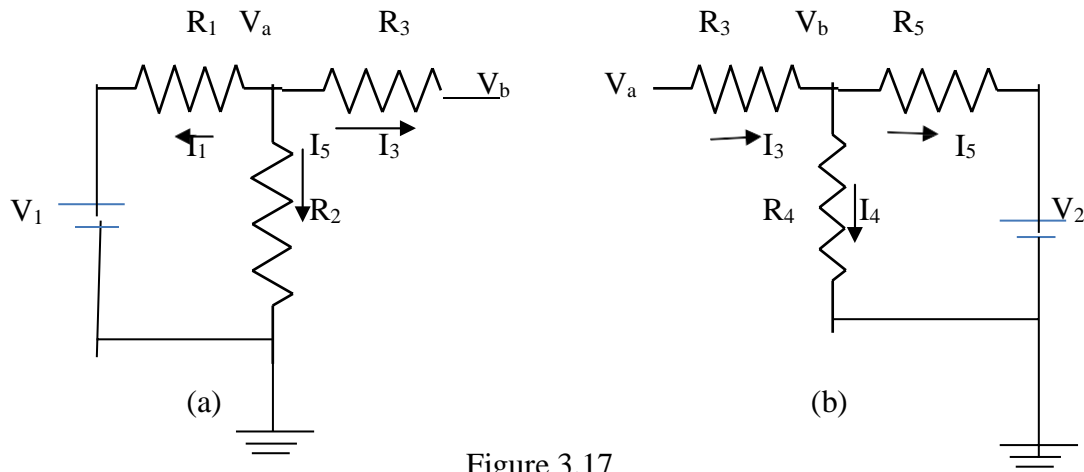 R1 Va R3 R3 Vb R5
Vb Va
I1 I5 I3 I3 I5
V1 R2 R4 I4 V2
(a) (b)
Figure 3.17